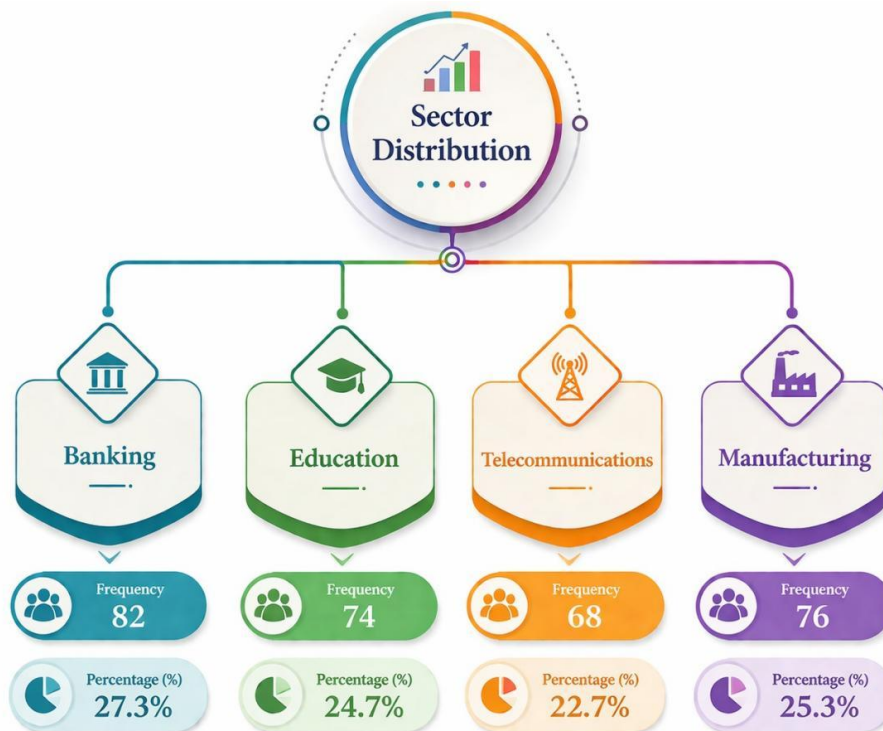 Sector
Distribution
Banking
Education
Telecommunications
Manufacturing
Frequency
82
Frequency
74
Frequency
68
Frequency
76
Percentage (%)
27.3%
Percentage (%)
24.7%
Percentage (%)
22.7%
Percentage (%)
25.3%